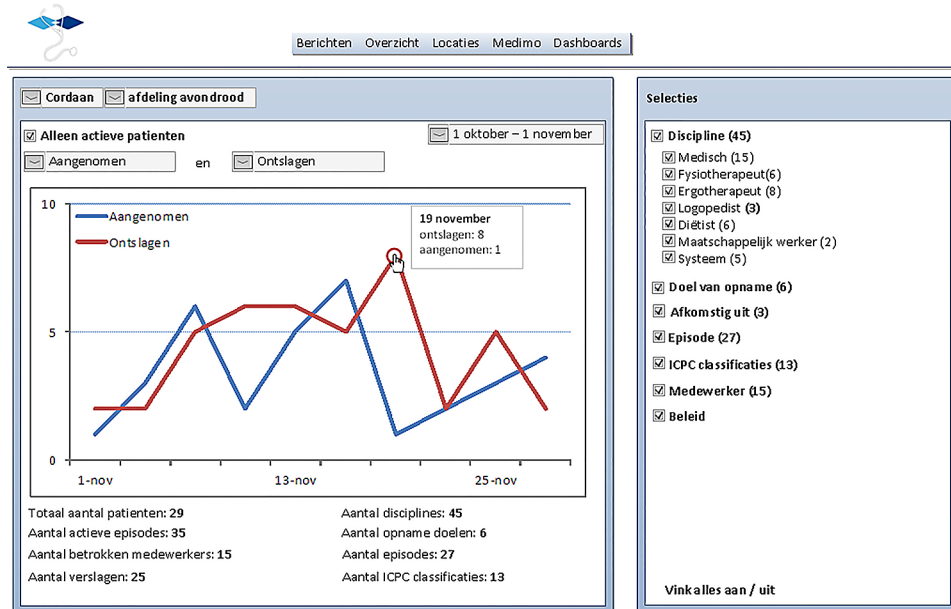 Berichten Overzicht Locaties Medimo Dashboards
Cordaan afdeling avondrood
Alleen actieve patienten
1 oktober – 1 november
Aangenomen en Ontslagen
10
Aangenomen
Ontslagen
19 november
ontslagen: 8
aangenomen: 1
5
0
1-nov 13-nov 25-nov
Totaal aantal patienten: 29
Aantal actieve episodes: 35
Aantal betrokken medewerkers: 15
Aantal verslagen: 25
Aantal disciplines: 45
Aantal opname doelen: 6
Aantal episodes: 27
Aantal ICPC classificaties: 13
Selecties
Discipline (45)
Medisch (15)
Fysiotherapeut(6)
Ergotherapeut (8)
Logopedist (3)
Diëtist (6)
Maatschappelijk werker (2)
Systeem (5)
Doel van opname (6)
Afkomstig uit (3)
Episode (27)
ICPC classificaties (13)
Medewerker (15)
Beleid
Vink alles aan / uit